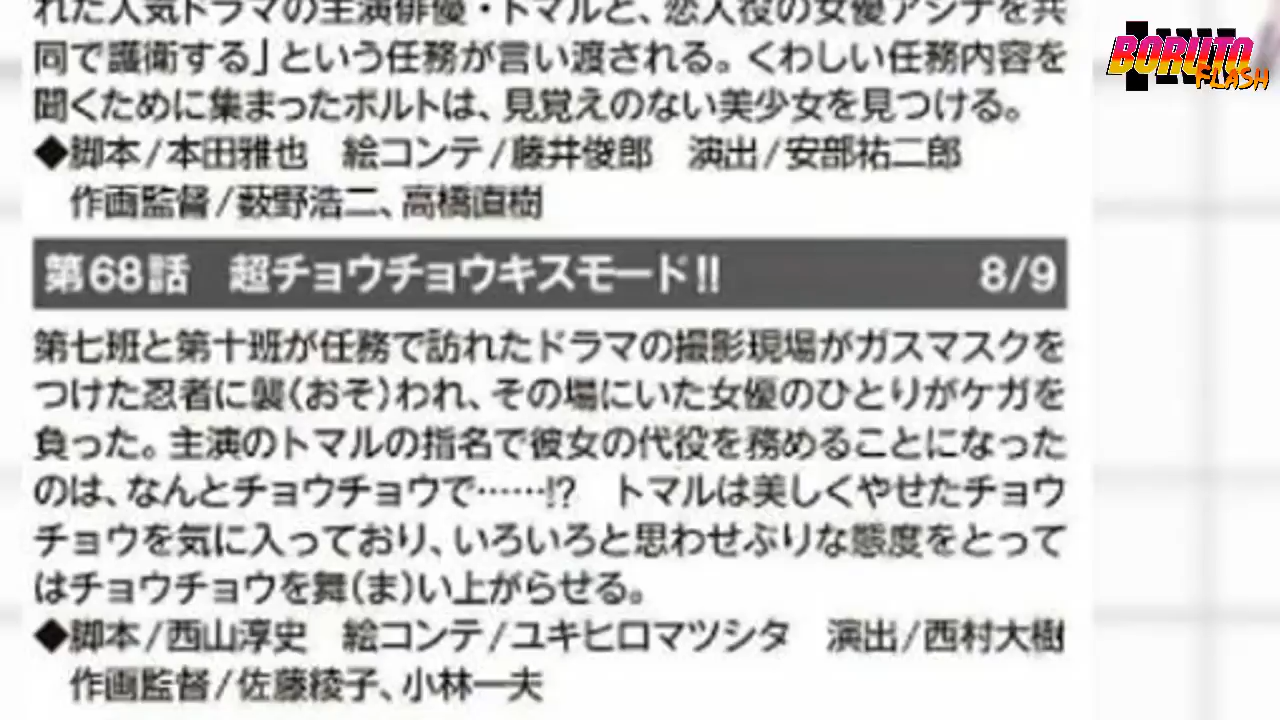 れた人気ドラマの主演俳優・トマルと、恋人役の女優アシナを共
同で護衛する」という任務が言い渡される。くわしい任務内容を
聞くために集まったボルトは、見覚えのない美少女を見つける。
◆脚本/本田雅也 絵コンテ/藤井俊郎 演出/安部祐二郎
作画監督/薮野浩二、高橋直樹
第68話 超チョウチョウキスモード!! 8/9
第七班と第十班が任務で訪れたドラマの撮影現場がガスマスクを
つけた忍者に襲(おそ)われ、その場にいた女優のひとりがケガを
負った。主演のトマルの指名で彼女の代役を務めることになった
のは、なんとチョウチョウで……!? トマルは美しくやせたチョウ
チョウを気に入っており、いろいろと思わせぶりな態度をとって
はチョウチョウを舞(ま)い上がらせる。
◆脚本/西山淳史 絵コンテ/ユキヒロマツシタ 演出/西村大樹
作画監督/佐藤綾子、小林一夫
BORUTO
FLASH